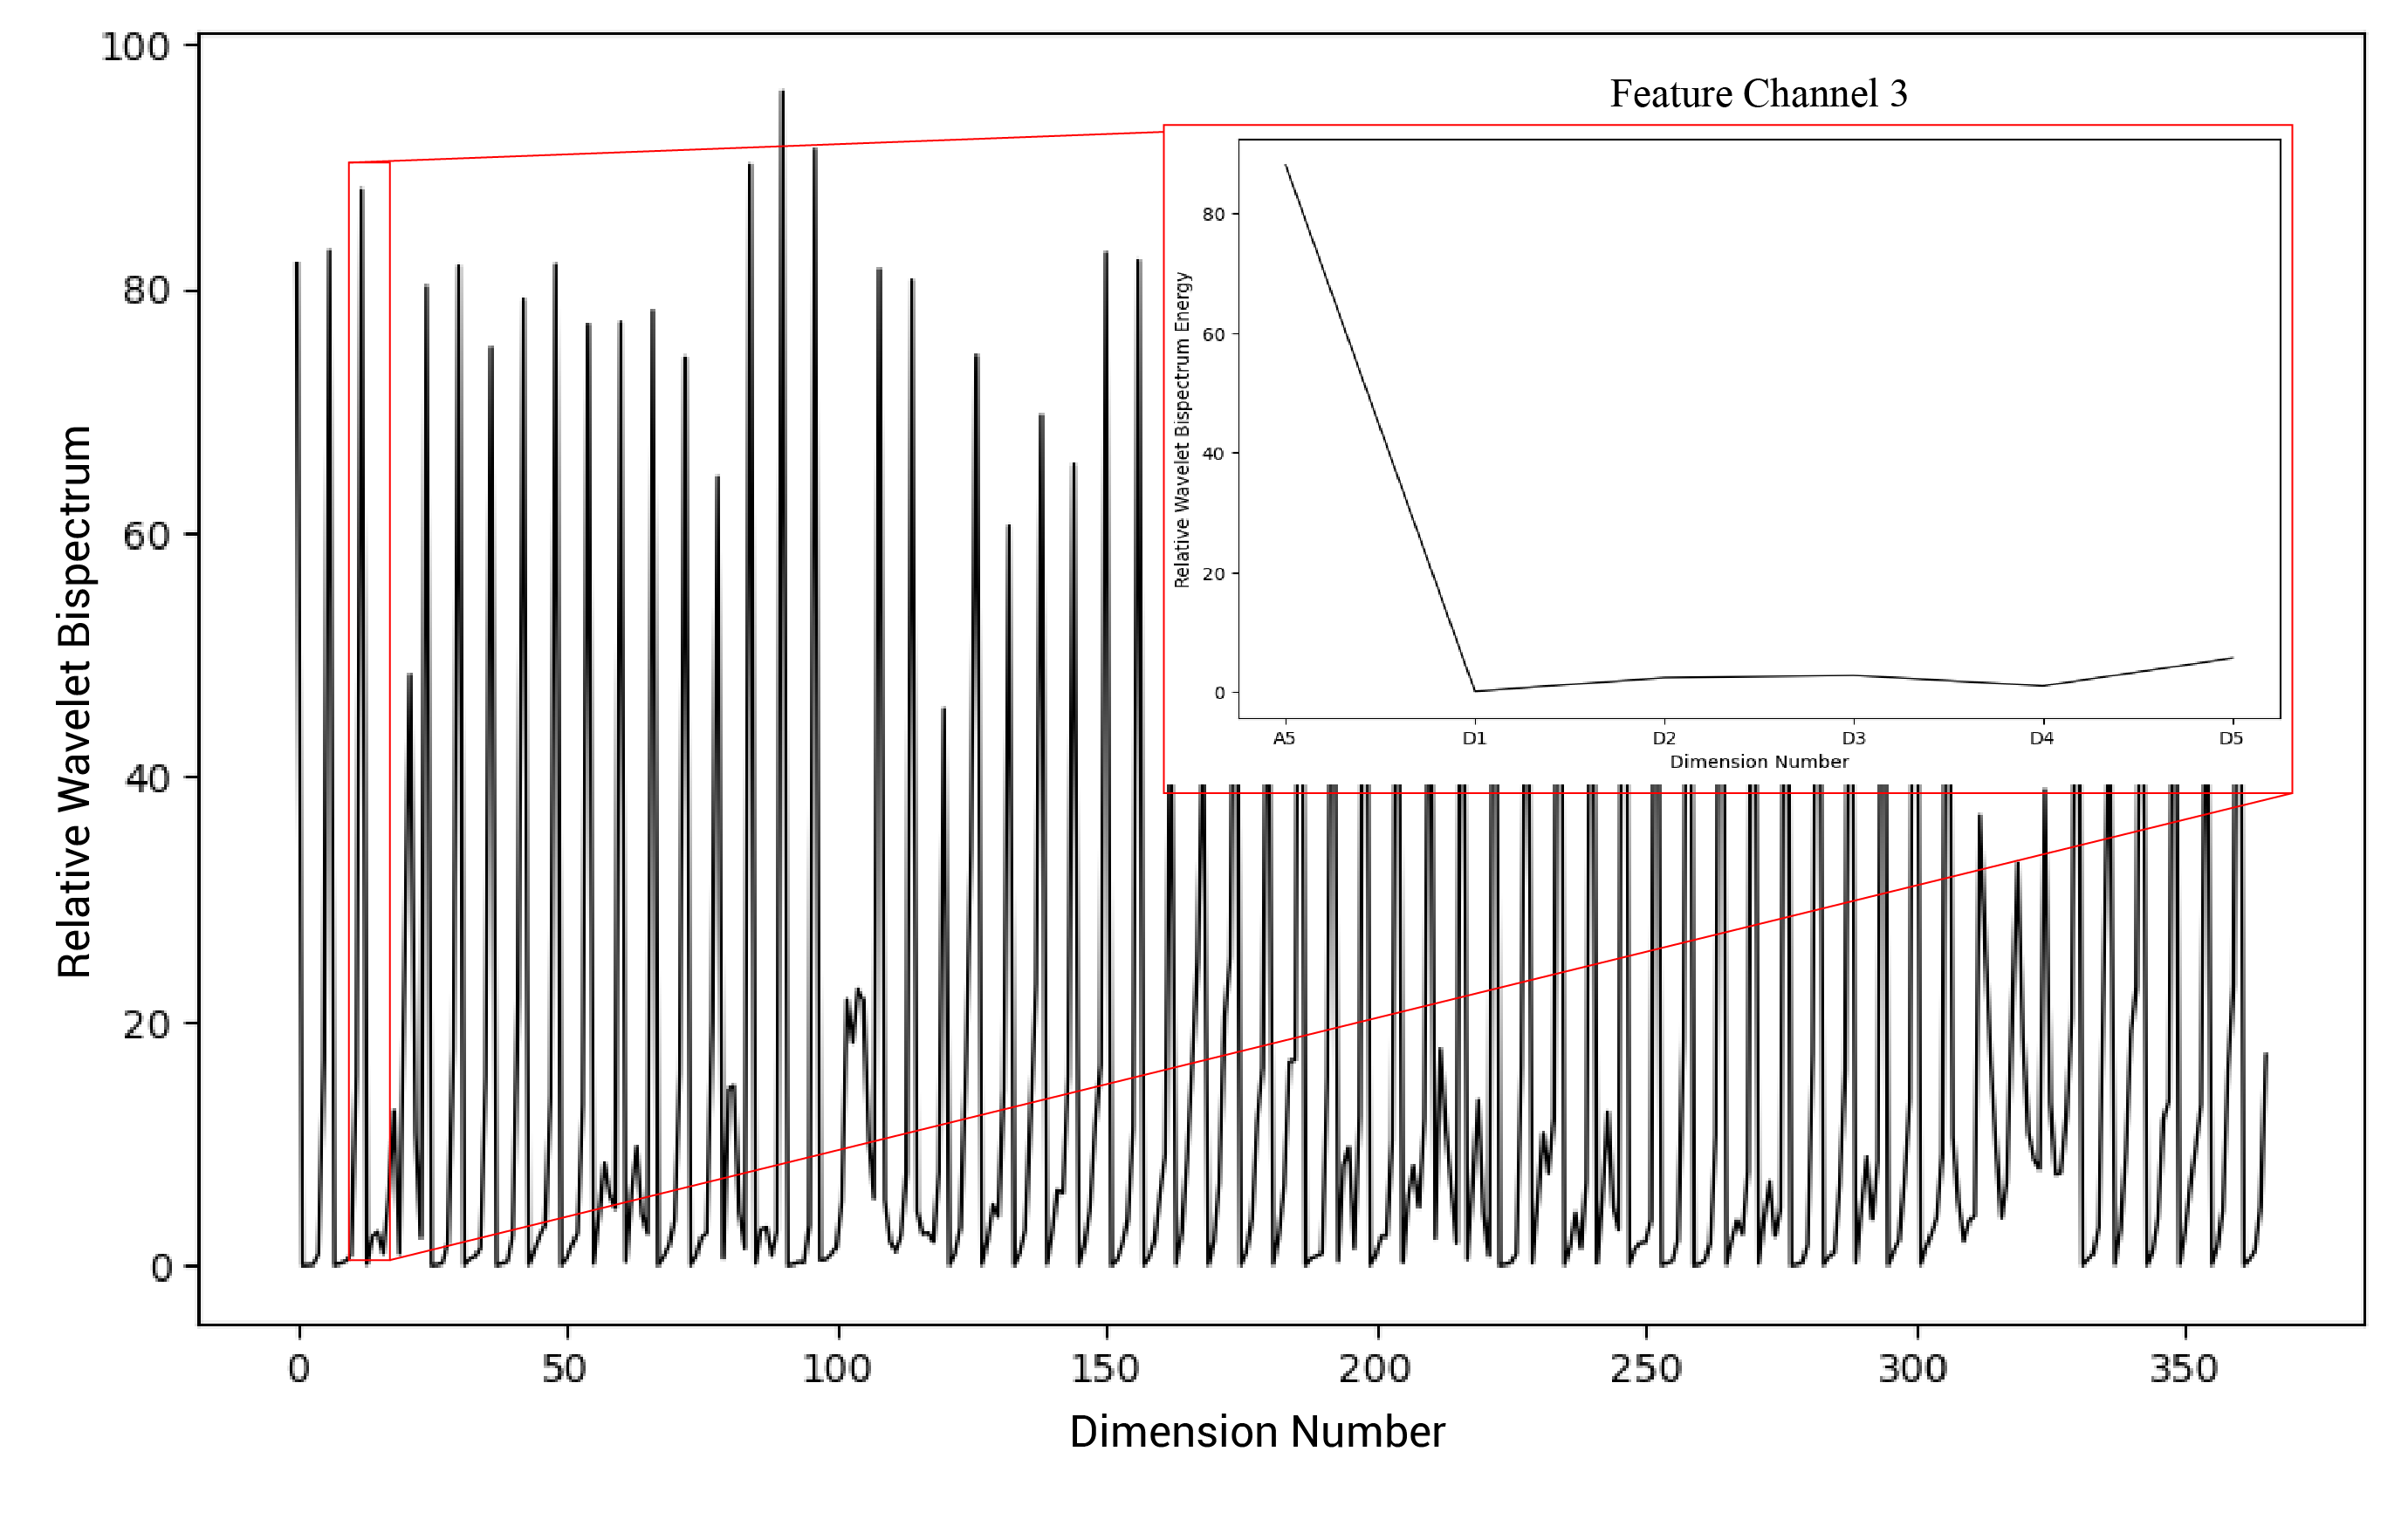 Feature Channel 3
100
80
60
40
20
0
Relative Wavelet Bispectrum
80
60
40
20
0
Relative Wavelet Bispectrum Energy
A5 D1 D2 D3 D4 D5
Dimension Number
0 50 100 150 200 250 300 350
Dimension Number